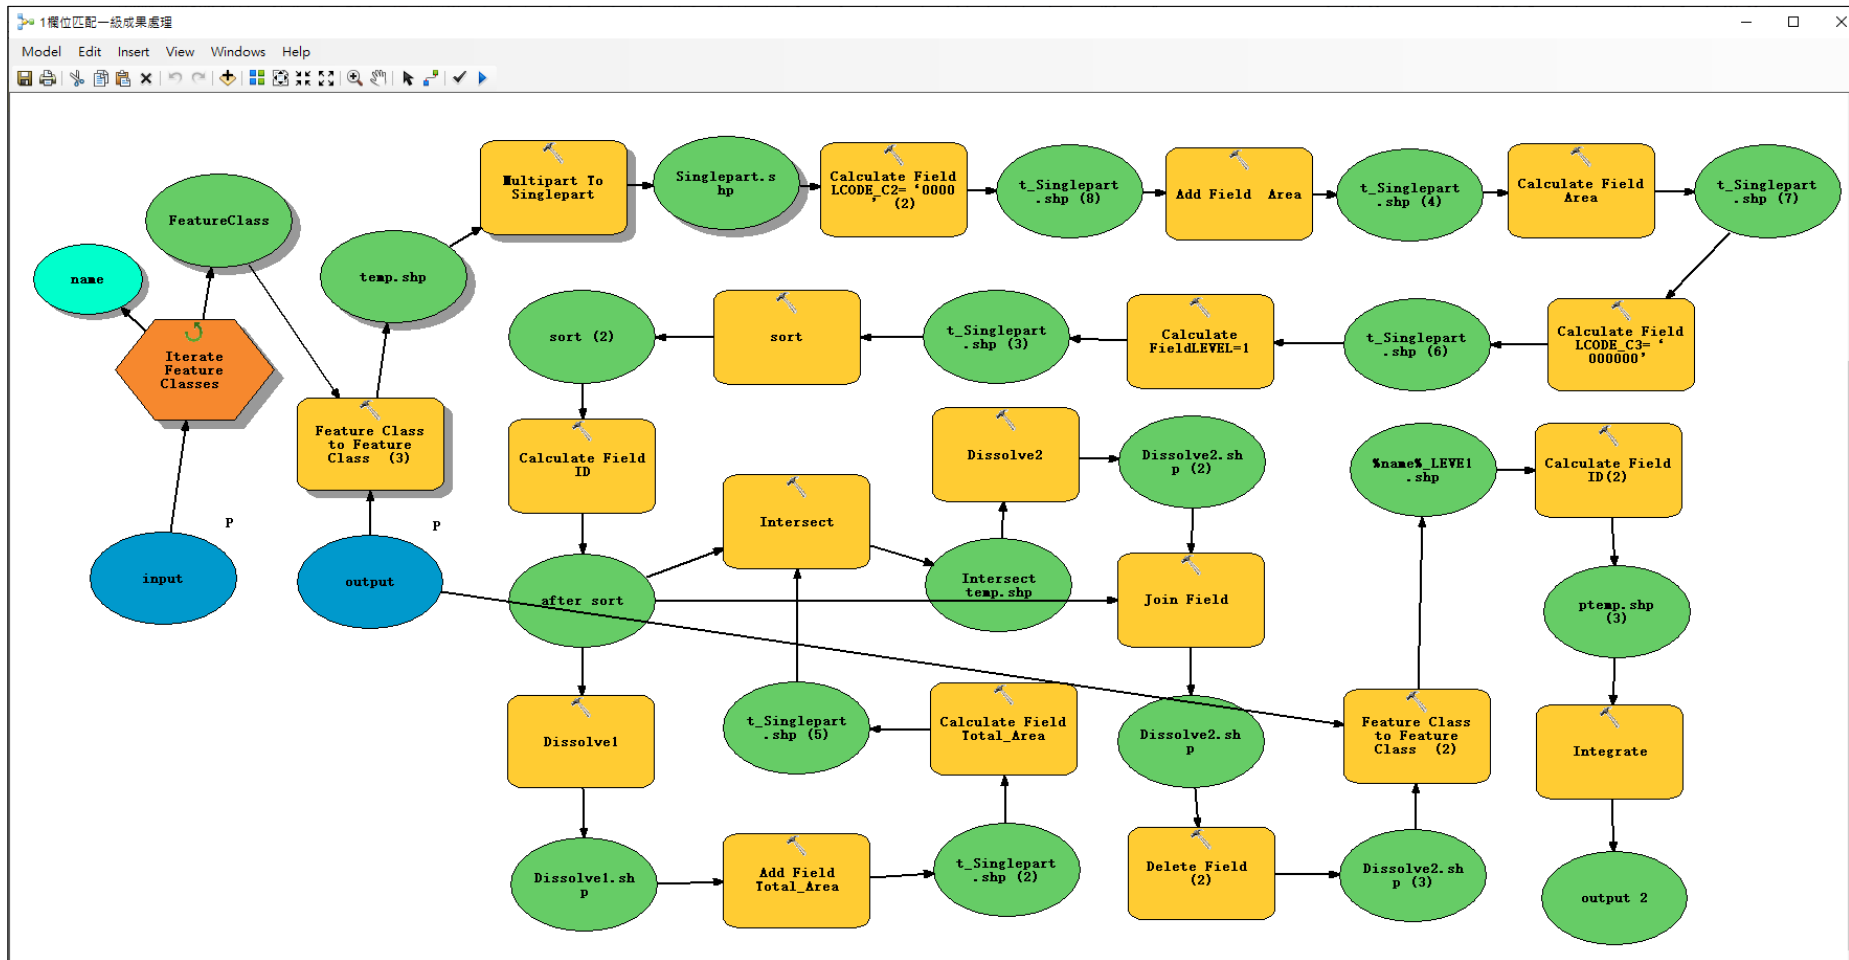 1欄位匹配一級成果處理
Model Edit Insert View Windows Help
name
FeatureClass
Iterate
Feature
Classes
input
P
Feature Class
to Feature
Class (3)
output
P
temp.shp
Multipart To
Singlepart
Singlepart.s
hp
Calculate Field
LCODE_C2= ‘0000
’ (2)
t_Singlepart
.shp (8)
Add Field Area
t_Singlepart
.shp (4)
Calculate Field
Area
t_Singlepart
.shp (7)
Calculate Field
LCODE_C3= ‘
000000’
t_Singlepart
.shp (6)
Calculate
FieldLEVEL=1
t_Singlepart
.shp (3)
sort
sort (2)
Calculate Field
ID
after sort
Intersect
Intersect
temp.shp
Dissolve2
Dissolve2.sh
p (2)
Join Field
Dissolve1
Dissolve1.sh
p
Add Field
Total_Area
t_Singlepart
.shp (2)
Calculate Field
Total_Area
t_Singlepart
.shp (5)
Dissolve2.sh
p
Delete Field
(2)
Dissolve2.sh
p (3)
Feature Class
to Feature
Class (2)
%name%_LEVE1
.shp
Calculate Field
ID(2)
ptemp.shp
(3)
Integrate
output 2